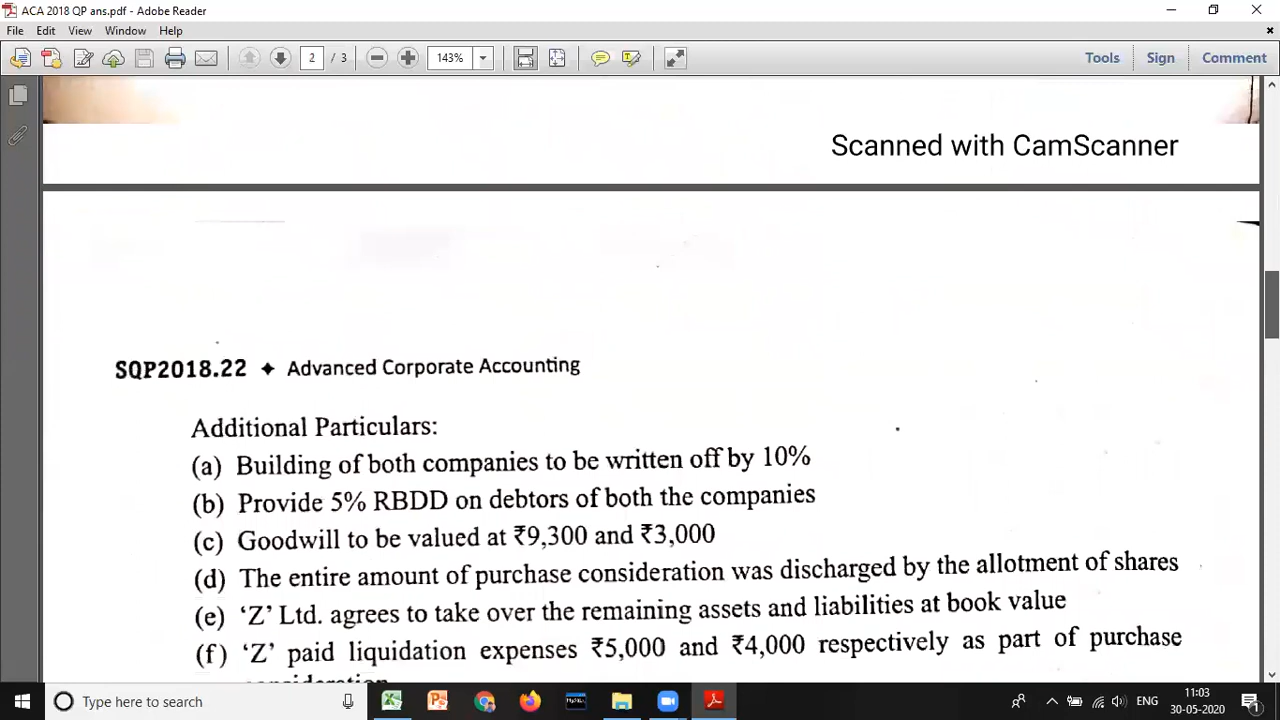 ACA 2018 QP ans.pdf - Adobe Reader
File Edit View Window Help
2 / 3 143% Tools Sign Comment
Scanned with CamScanner
SQP2018.22 ✦ Advanced Corporate Accounting
Additional Particulars:
(a) Building of both companies to be written off by 10%
(b) Provide 5% RBDD on debtors of both the companies
(c) Goodwill to be valued at ₹9,300 and ₹3,000
(d) The entire amount of purchase consideration was discharged by the allotment of shares
(e) ‘Z’ Ltd. agrees to take over the remaining assets and liabilities at book value
(f) ‘Z’ paid liquidation expenses ₹5,000 and ₹4,000 respectively as part of purchase
consideration
Type here to search
ENG
11:03
30-05-2020
1